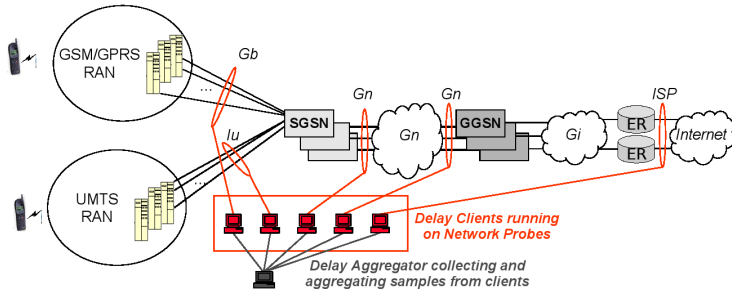 GSM/GPRS
RAN
...
Gb
Iu
SGSN
Gn
Gn
Gn
GGSN
Gi
ER
ER
ISP
Internet
UMTS
RAN
...
Delay Clients running
on Network Probes
Delay Aggregator collecting and
aggregating samples from clients